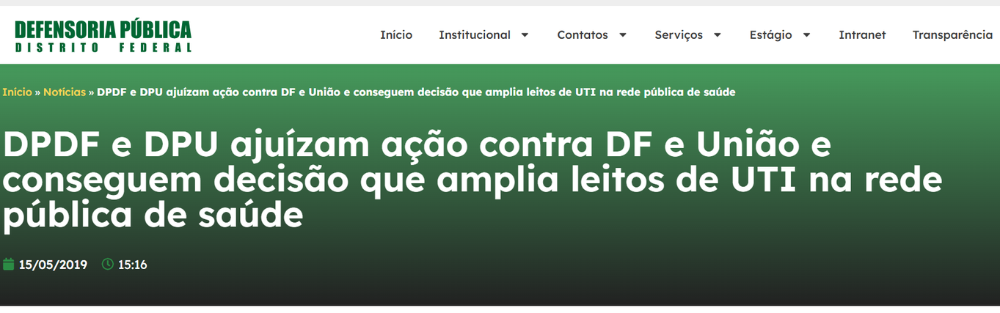 DEFENSORIA PÚBLICA
DISTRITO FEDERAL
Início Institucional Contatos Serviços Estágio Intranet Transparência
Início » Notícias » DPDF e DPU ajuízam ação contra DF e União e conseguem decisão que amplia leitos de UTI na rede pública de saúde
DPDF e DPU ajuízam ação contra DF e União e
conseguem decisão que amplia leitos de UTI na rede
pública de saúde
15/05/2019 15:16